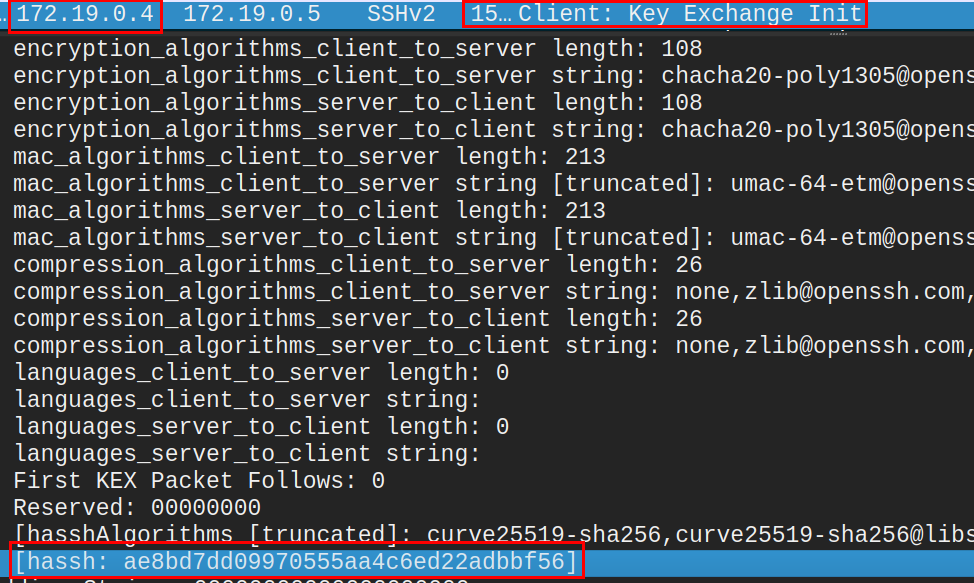 172.19.0.4 172.19.0.5 SSHv2 15… Client: Key Exchange Init
encryption_algorithms_client_to_server length: 108
encryption_algorithms_client_to_server string: chacha20-poly1305@opens
encryption_algorithms_server_to_client length: 108
encryption_algorithms_server_to_client string: chacha20-poly1305@opens
mac_algorithms_client_to_server length: 213
mac_algorithms_client_to_server string [truncated]: umac-64-etm@openss
mac_algorithms_server_to_client length: 213
mac_algorithms_server_to_client string [truncated]: umac-64-etm@openss
compression_algorithms_client_to_server length: 26
compression_algorithms_client_to_server string: none,zlib@openssh.com,
compression_algorithms_server_to_client length: 26
compression_algorithms_server_to_client string: none,zlib@openssh.com,
languages_client_to_server length: 0
languages_client_to_server string:
languages_server_to_client length: 0
languages_server_to_client string:
First KEX Packet Follows: 0
Reserved: 00000000
[hasshAlgorithms [truncated]: curve25519-sha256,curve25519-sha256@libs
[hassh: ae8bd7dd09970555aa4c6ed22adbbf56]